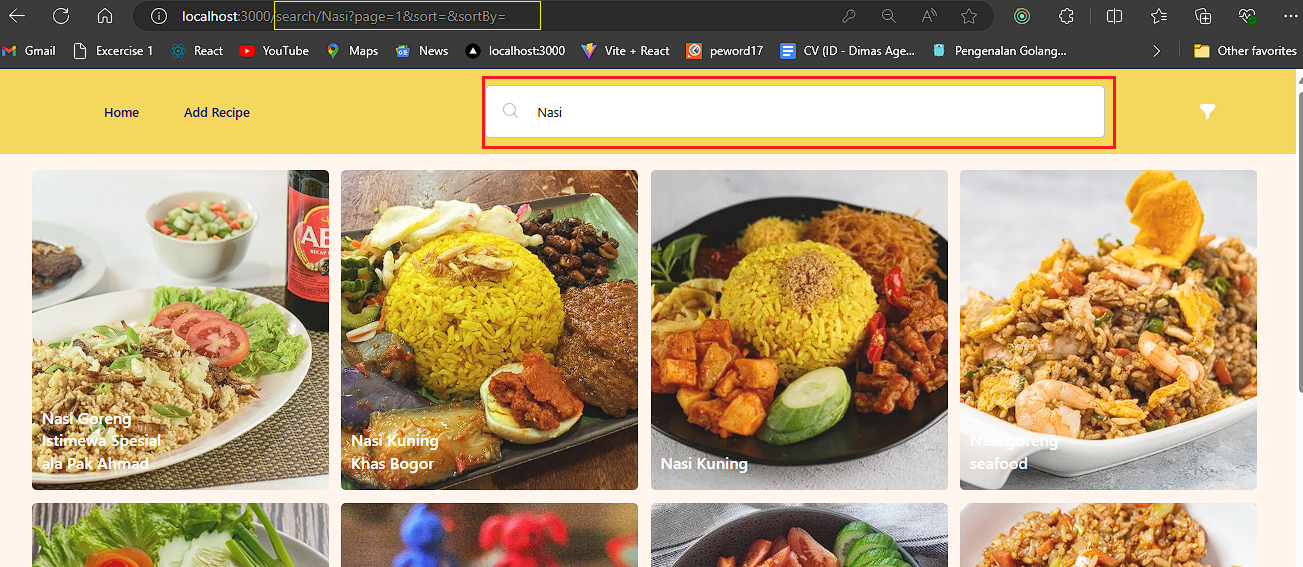 localhost:3000/search/Nasi?page=1&sort=&sortBy=
Gmail Excercise 1 React YouTube Maps News localhost:3000 Vite + React peword17 CV (ID - Dimas Age... Pengenalan Golang... Other favorites
Home Add Recipe Nasi
AB
Nasi Goreng
Istimewa Spesial
ala Pak Ahmad
Nasi Kuning
Khas Bogor
Nasi Kuning
Nasi goreng
seafood